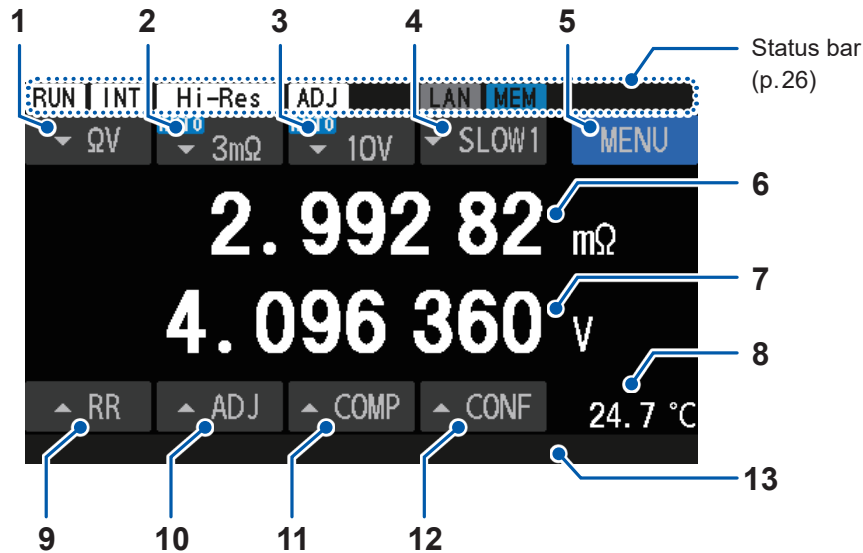 1 2 3 4 5
Status bar
(p. 26)
RUN INT Hi-Res ADJ LAN MEM
AUTO AUTO
ΩV 3mΩ 10V SLOW1 MENU
6
2.992 82 mΩ
7
4.096 360 V
8
RR ADJ COMP CONF 24.7 °C
13
9 10 11 12